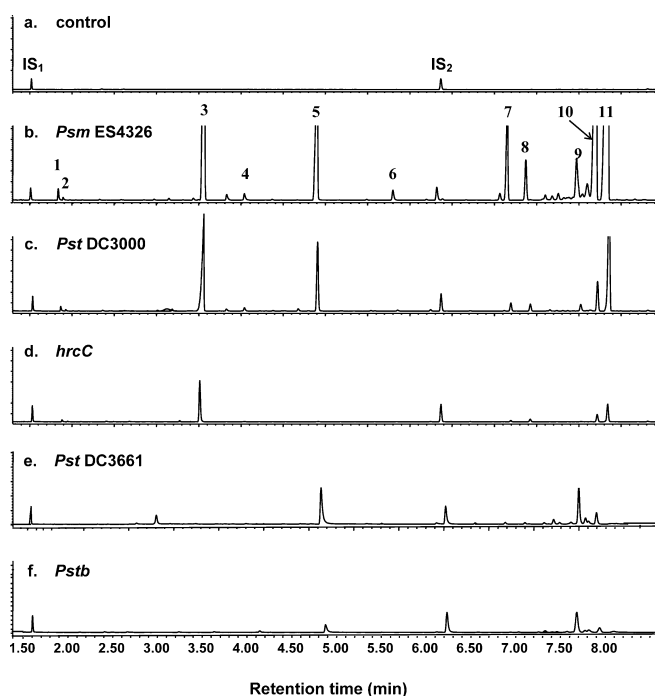 a. control
IS1 IS2
b. Psm ES4326
1 2 3 4 5 6 7 8 9 10 11
c. Pst DC3000
d. hrcC
e. Pst DC3661
f. Pstb
1.50 2.00 3.00 3.50 4.00 4.50 5.00 5.50 6.00 6.50 7.00 7.50 8.00
Retention time (min)